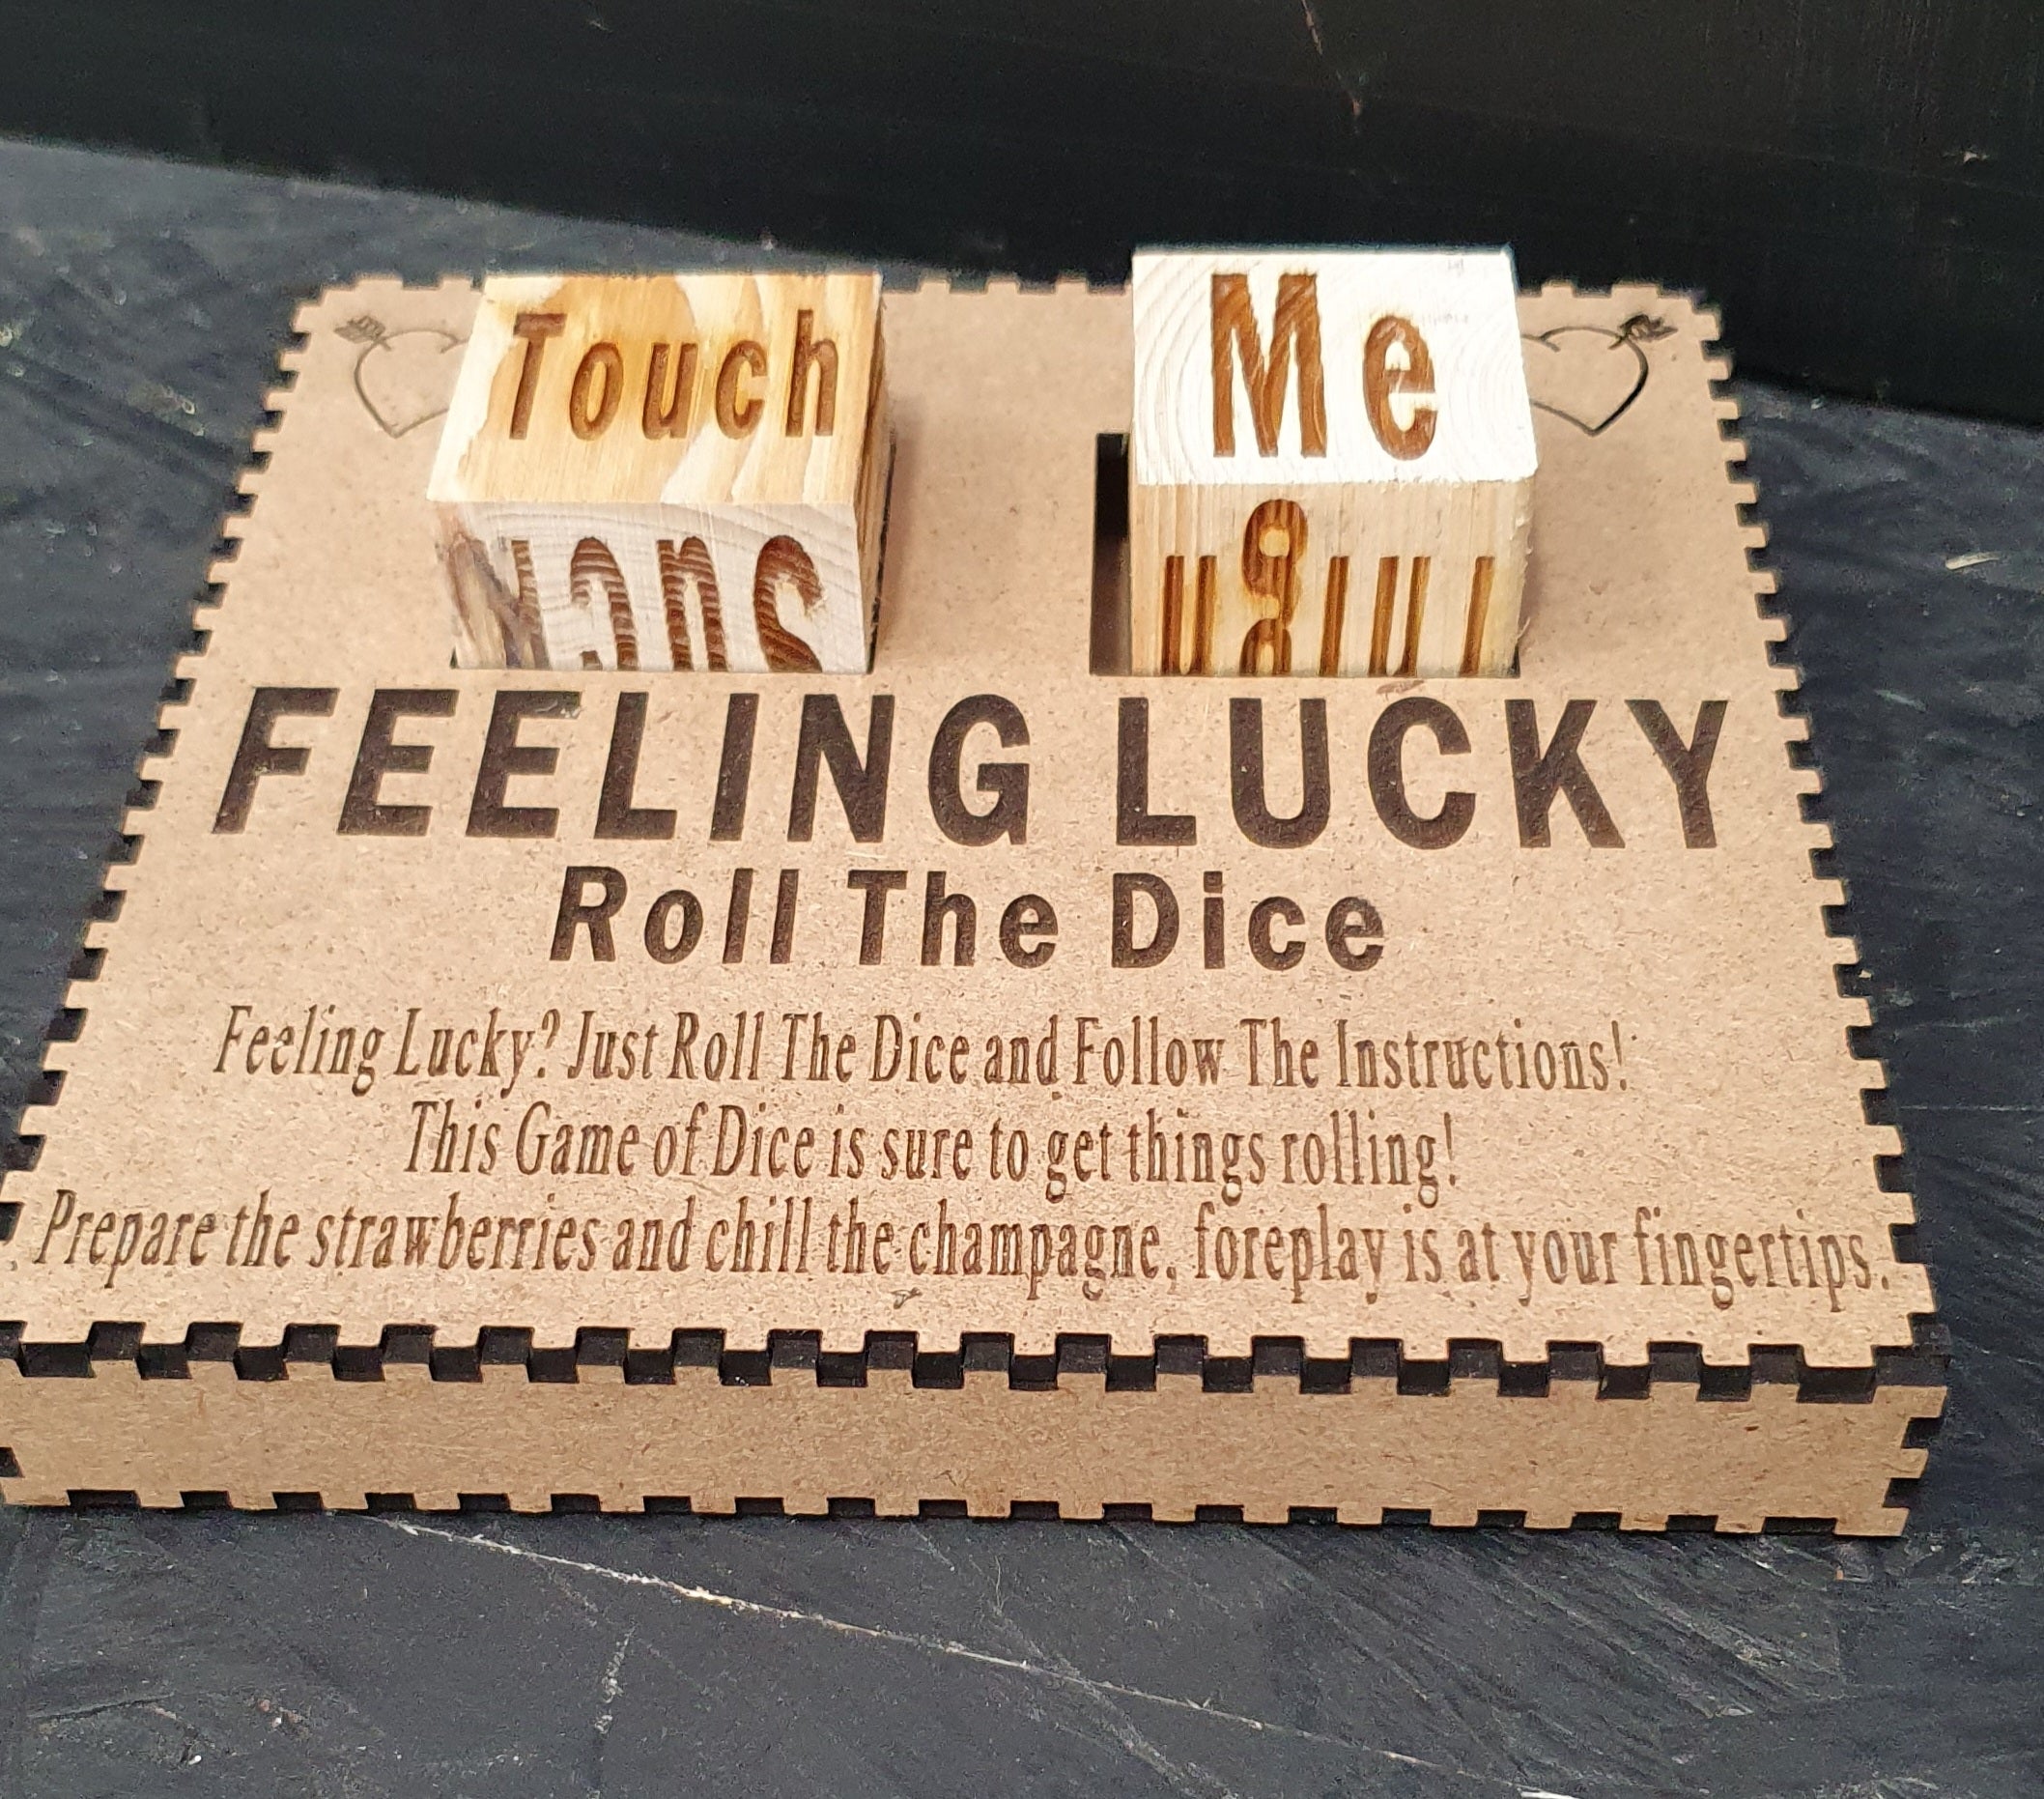 Touch Me
Suck Thigh
FEELING LUCKY
Roll The Dice
Feeling Lucky? Just Roll The Dice and Follow The Instructions!
This Game of Dice is sure to get things rolling!
Prepare the strawberries and chill the champagne, foreplay is at your fingertips.